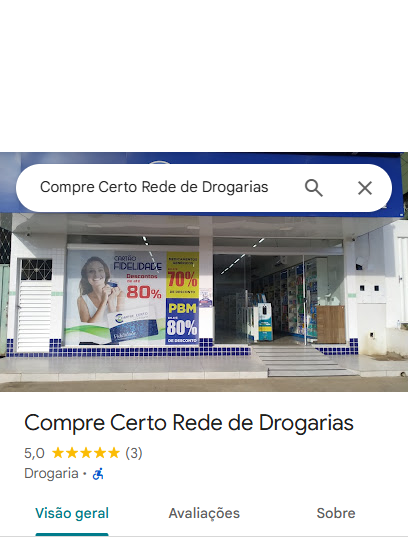 Compre Certo Rede de Drogarias
CARTÃO
FIDELIDADE
Descontos
de até
80%
70%
DE DESCONTO
PBM
80%
DE DESCONTO
Fidelidade
Compre Certo Rede de Drogarias
5,0 (3)
Drogaria ·
Visão geral Avaliações Sobre